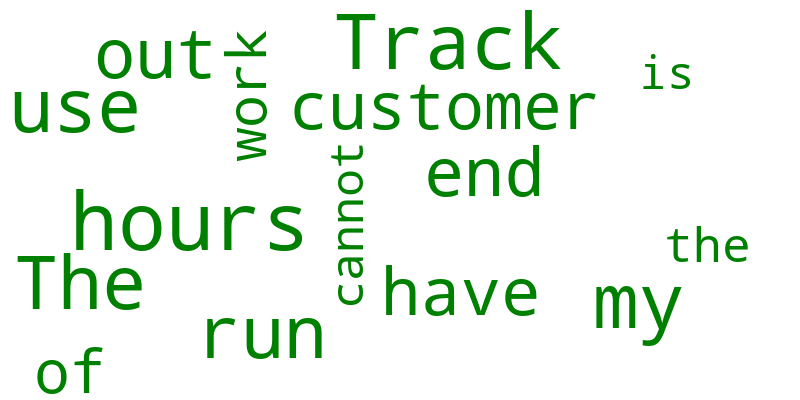 out work Track is
use customer
cannot end
hours the
The have my
run
of